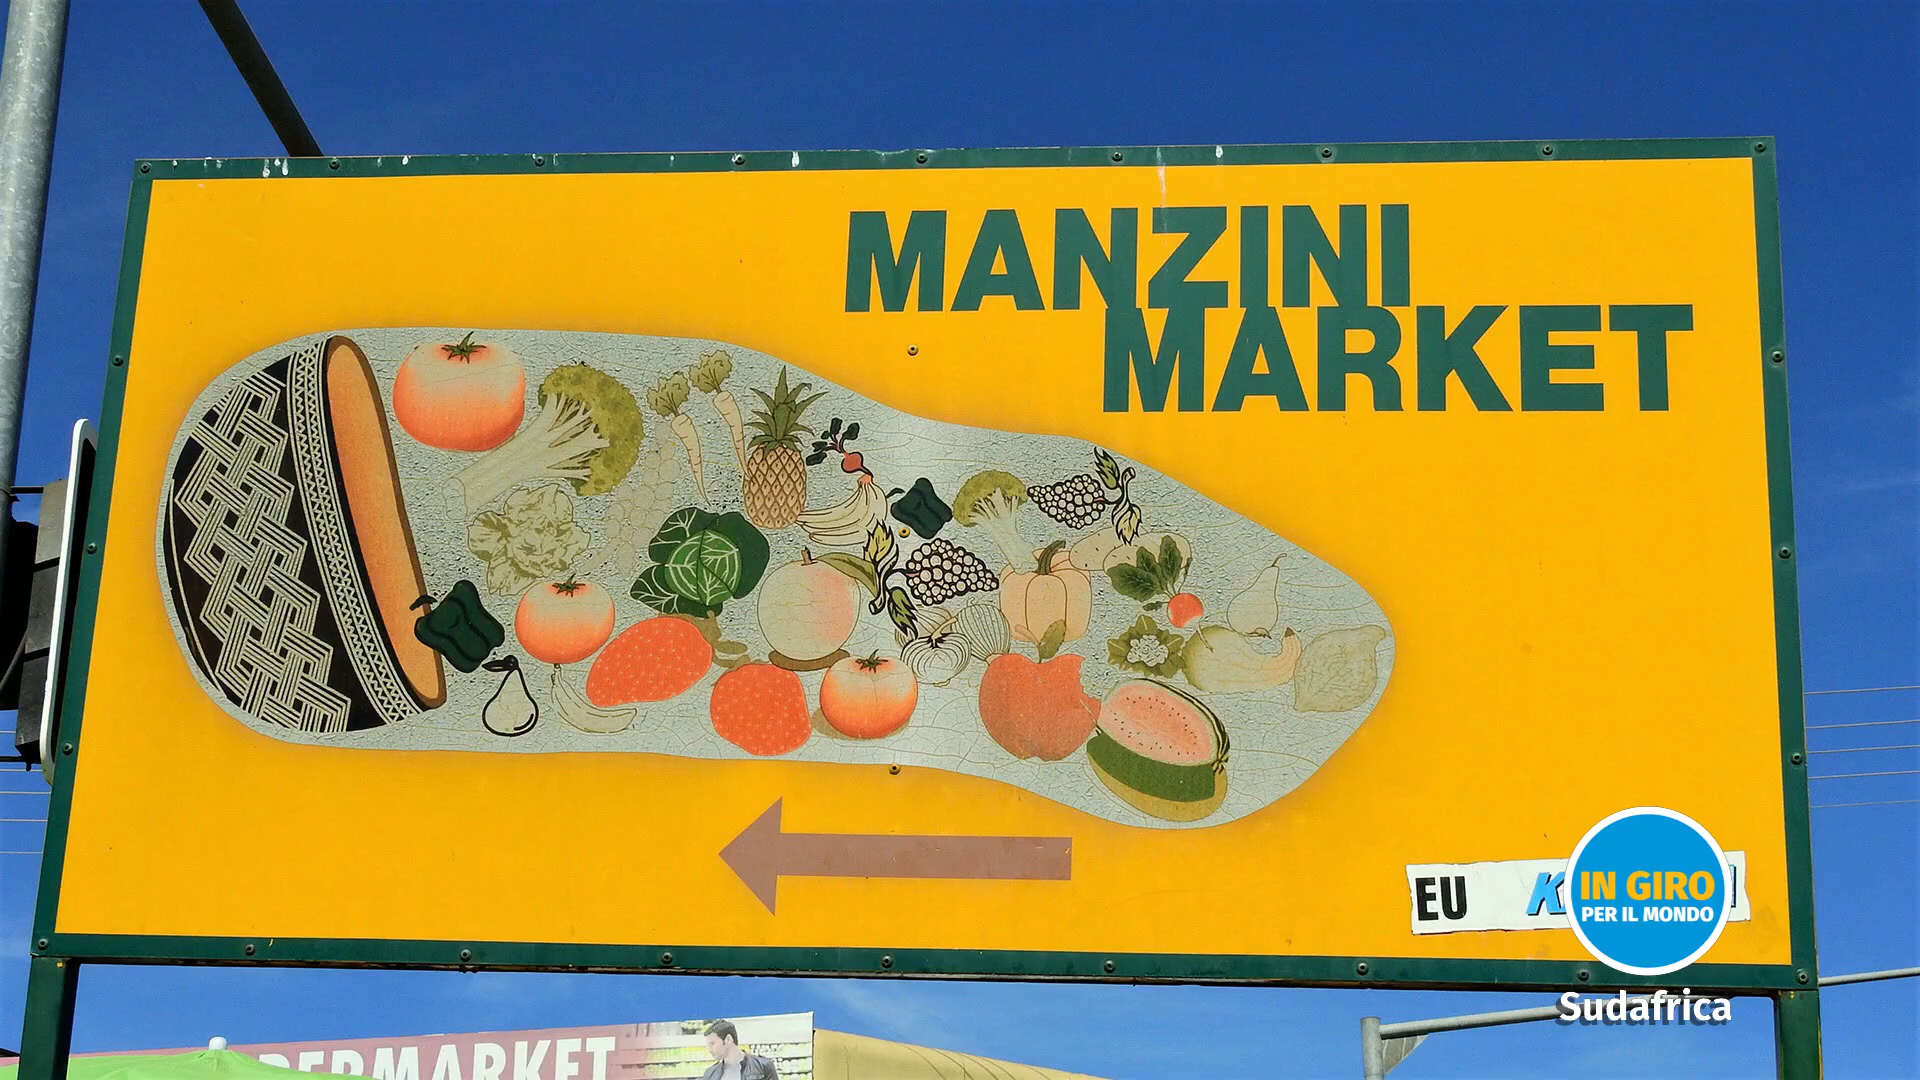 MANZINI
MARKET
EU
IN GIRO
PER IL MONDO
Sudafrica